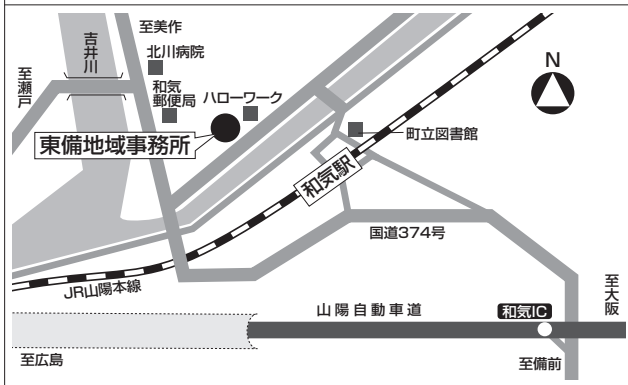 至美作
吉井川
北川病院
至瀬戸
和気
郵便局
ハローワーク
N
東備地域事務所
町立図書館
和気駅
国道374号
JR山陽本線
至大阪
山陽自動車道
和気IC
至広島
至備前